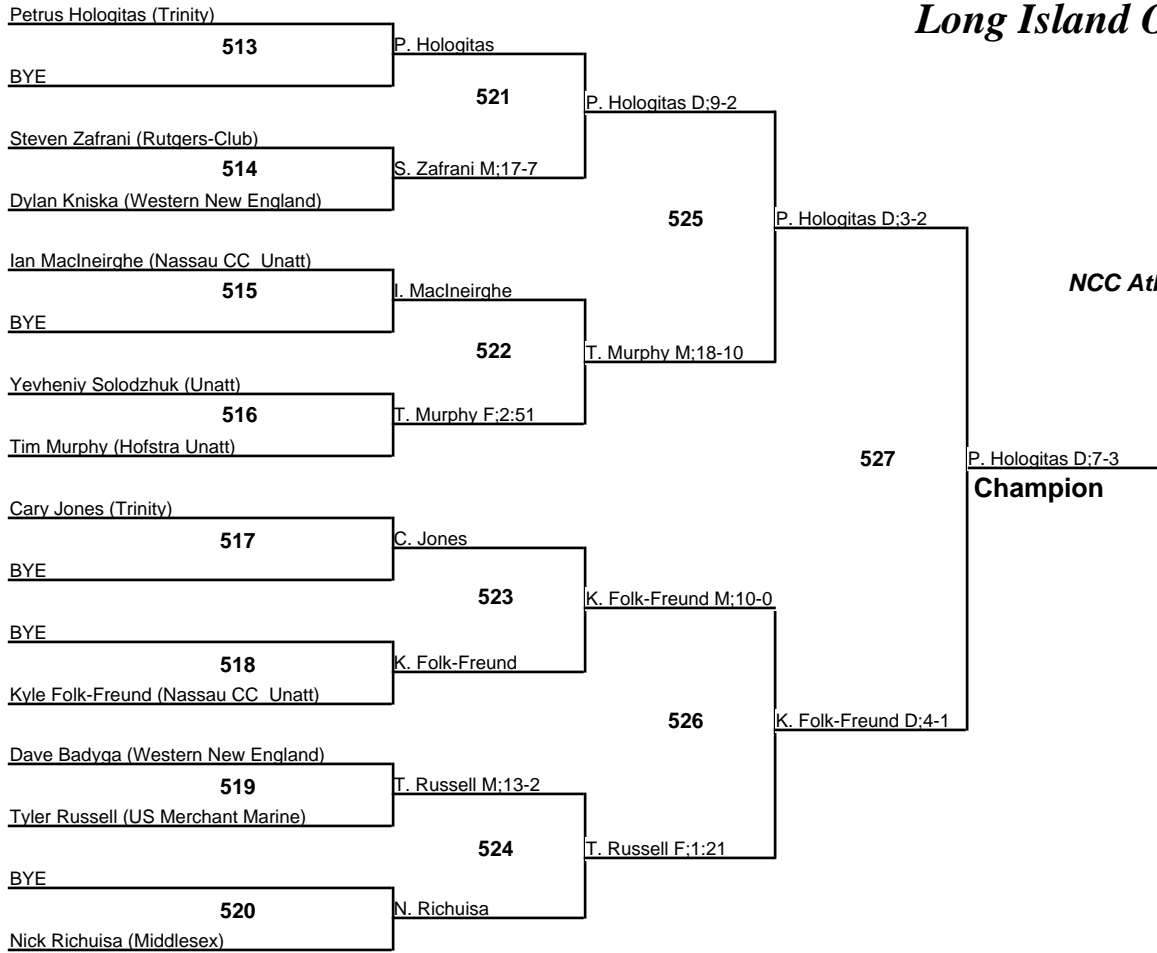 Long Island
Petrus Hologitas (Trinity)
513
BYE
P. Hologitas
521
Steven Zafrani (Rutgers-Club)
514
Dylan Kniska (Western New England)
S. Zafrani M;17-7
P. Hologitas D;9-2
525
Ian MacIneirghe (Nassau CC Unatt)
515
BYE
I. MacIneirghe
522
Yevheniy Solodzhuk (Unatt)
516
Tim Murphy (Hofstra Unatt)
T. Murphy F;2:51
T. Murphy M;18-10
P. Hologitas D;3-2
NCC
527
Cary Jones (Trinity)
517
BYE
C. Jones
523
BYE
518
Kyle Folk-Freund (Nassau CC Unatt)
K. Folk-Freund
K. Folk-Freund M;10-0
526
Dave Badyga (Western New England)
519
Tyler Russell (US Merchant Marine)
T. Russell M;13-2
524
BYE
520
Nick Richuisa (Middlesex)
N. Richuisa
T. Russell F;1:21
K. Folk-Freund D;4-1
P. Hologitas D;7-3
Champion